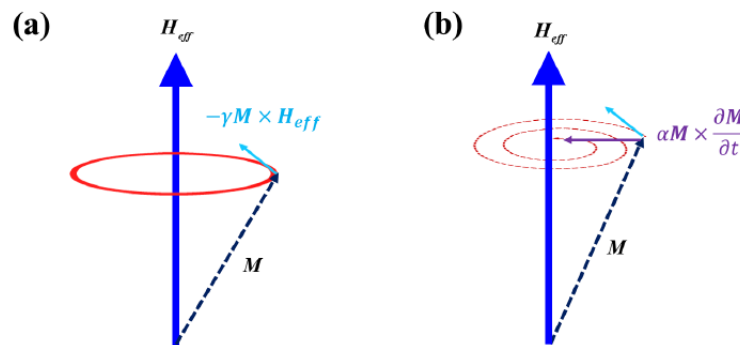 (a)
H_eff
−γM × H_eff
M
(b)
H_eff
αM × ∂M/∂t
M